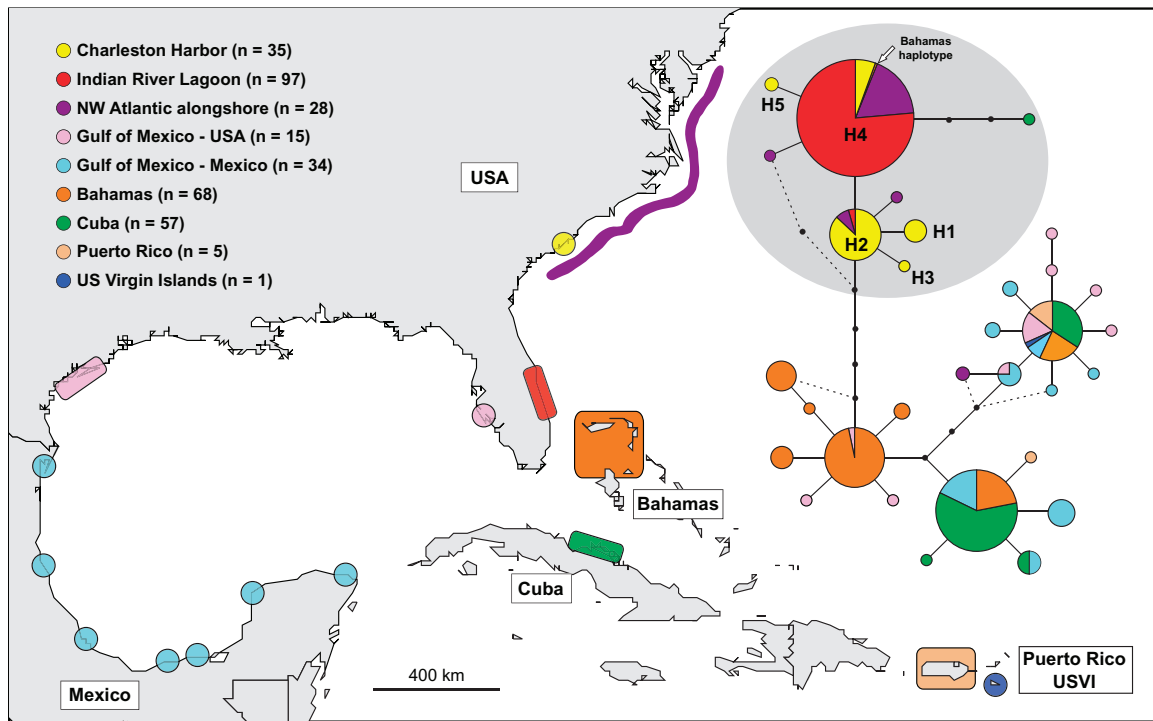 Charleston Harbor (n = 35)
Indian River Lagoon (n = 97)
NW Atlantic alongshore (n = 28)
Gulf of Mexico - USA (n = 15)
Gulf of Mexico - Mexico (n = 34)
Bahamas (n = 68)
Cuba (n = 57)
Puerto Rico (n = 5)
US Virgin Islands (n = 1)
USA
Bahamas
haplotype
H5
H4
H2
H1
H3
Bahamas
Cuba
Mexico
400 km
Puerto Rico
USVI